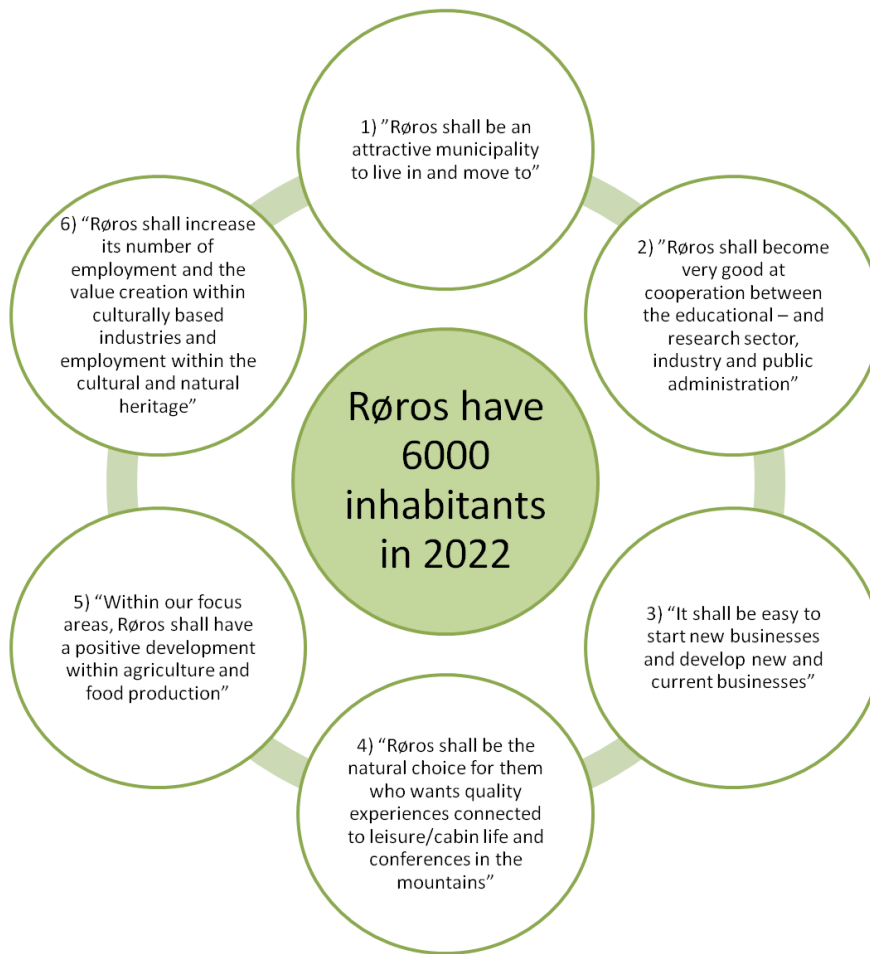 1) ”Røros shall be an
attractive municipality
to live in and move to”
2) ”Røros shall become
very good at
cooperation between
the educational – and
research sector,
industry and public
administration”
3) “It shall be easy to
start new businesses
and develop new and
current businesses”
4) “Røros shall be the
natural choice for them
who wants quality
experiences connected
to leisure/cabin life and
conferences in the
mountains”
5) “Within our focus
areas, Røros shall have
a positive development
within agriculture and
food production”
6) “Røros shall increase
its number of
employment and the
value creation within
culturally based
industries and
employment within the
cultural and natural
heritage”
Røros have
6000
inhabitants
in 2022